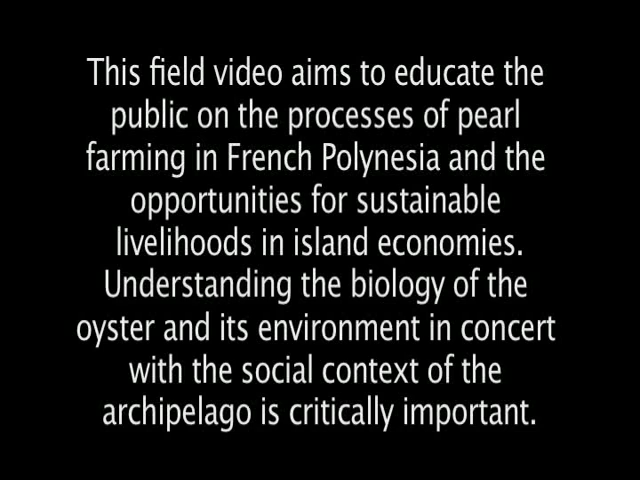 This field video aims to educate the
public on the processes of pearl
farming in French Polynesia and the
opportunities for sustainable
livelihoods in island economies.
Understanding the biology of the
oyster and its environment in concert
with the social context of the
archipelago is critically important.